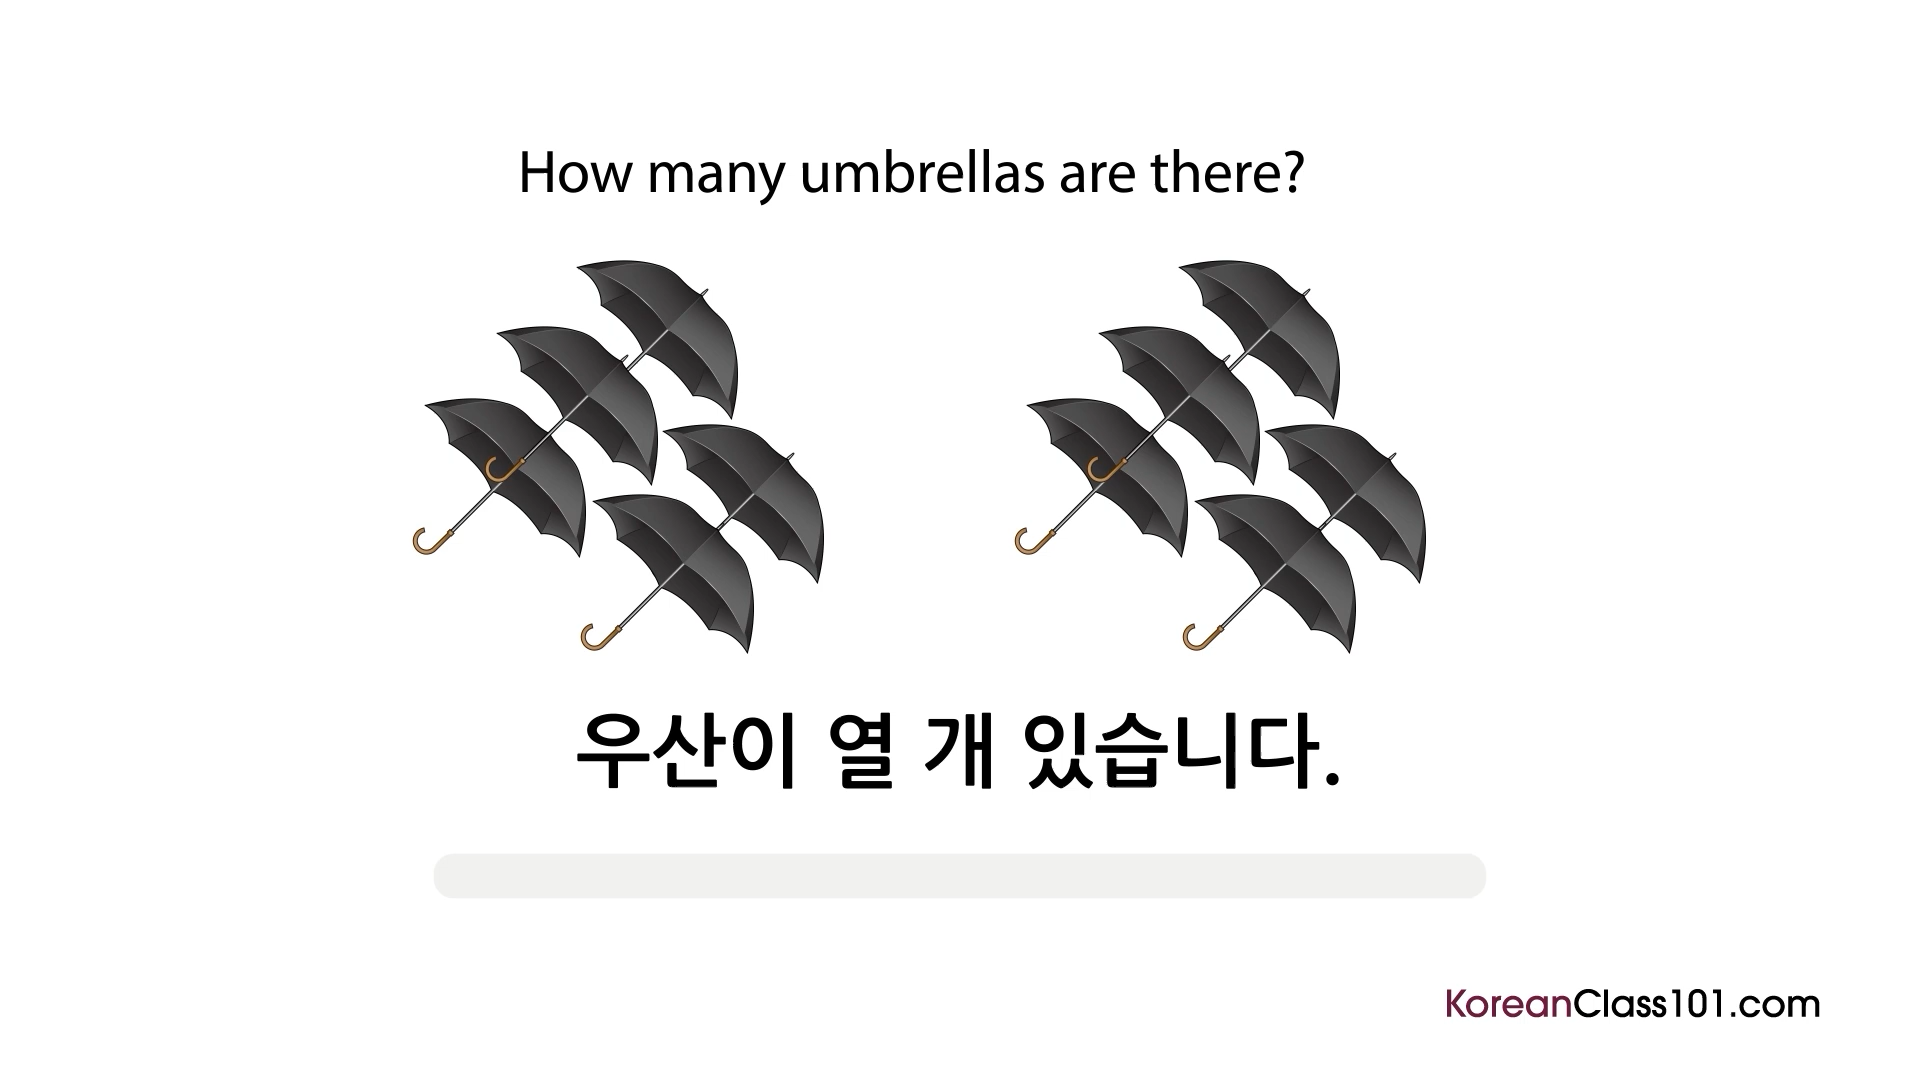 How many umbrellas are there?
우산이 열 개 있습니다.
KoreanClass101.com